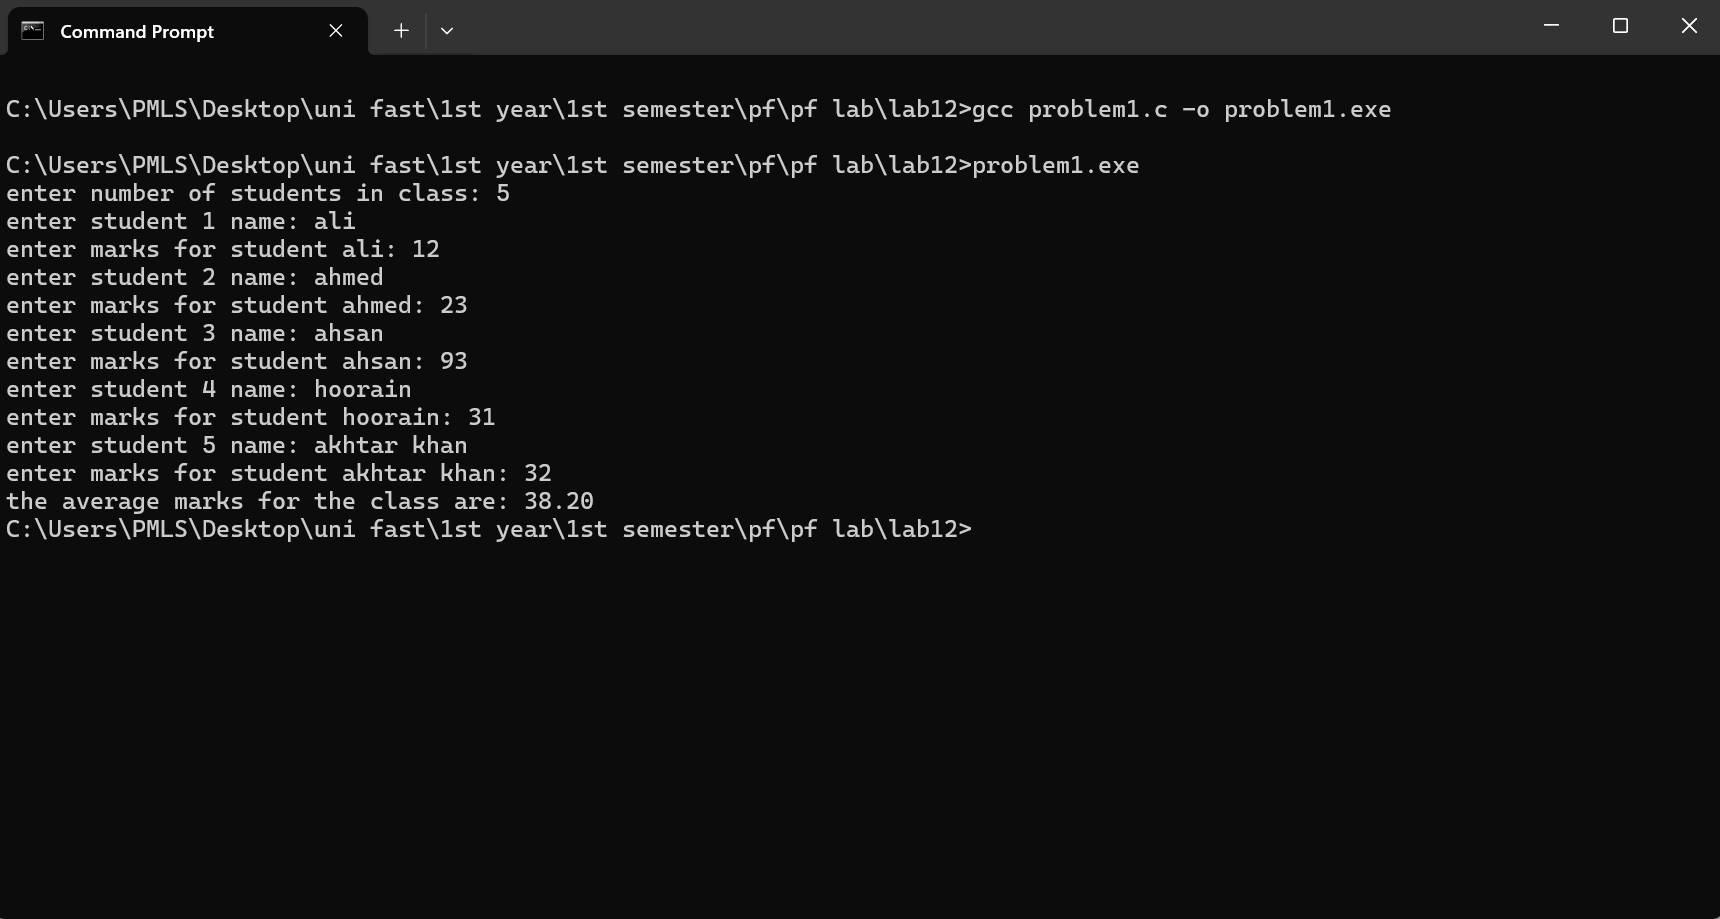 Command Prompt
C:\Users\PMLS\Desktop\uni fast\1st year\1st semester\pf\pf lab\lab12>gcc problem1.c -o problem1.exe
C:\Users\PMLS\Desktop\uni fast\1st year\1st semester\pf\pf lab\lab12>problem1.exe
enter number of students in class: 5
enter student 1 name: ali
enter marks for student ali: 12
enter student 2 name: ahmed
enter marks for student ahmed: 23
enter student 3 name: ahsan
enter marks for student ahsan: 93
enter student 4 name: hoorain
enter marks for student hoorain: 31
enter student 5 name: akhtar khan
enter marks for student akhtar khan: 32
the average marks for the class are: 38.20
C:\Users\PMLS\Desktop\uni fast\1st year\1st semester\pf\pf lab\lab12>